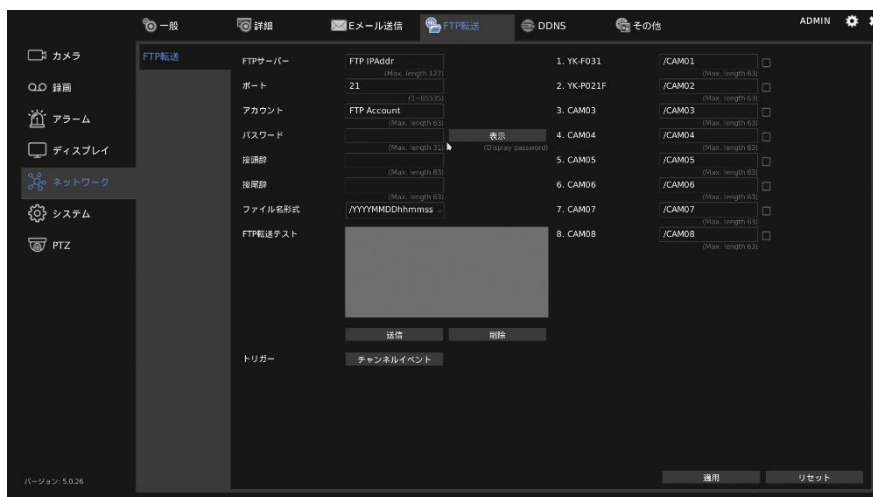 一般 詳細 Eメール送信 FTP転送 DDNS その他 ADMIN
カメラ
録画
アラーム
ディスプレイ
ネットワーク
システム
PTZ
バージョン: 5.0.26
FTP転送
FTPサーバー FTP IPAddr 1. YK-F031 /CAM01
(Max. length 127) (Max. length 63)
ポート 21 2. YK-P021F /CAM02
(1~65535) (Max. length 63)
アカウント FTP Account 3. CAM03 /CAM03
(Max. length 63) (Max. length 63)
パスワード 表示 4. CAM04 /CAM04
(Max. length 31) (Display password) (Max. length 63)
接頭辞 5. CAM05 /CAM05
(Max. length 63) (Max. length 63)
接尾辞 6. CAM06 /CAM06
(Max. length 63) (Max. length 63)
ファイル名形式 /YYYYMMDDhhmmss 7. CAM07 /CAM07
(Max. length 63)
FTP転送テスト 8. CAM08 /CAM08
(Max. length 63)
送信 削除
トリガー チャンネルイベント
適用 リセット